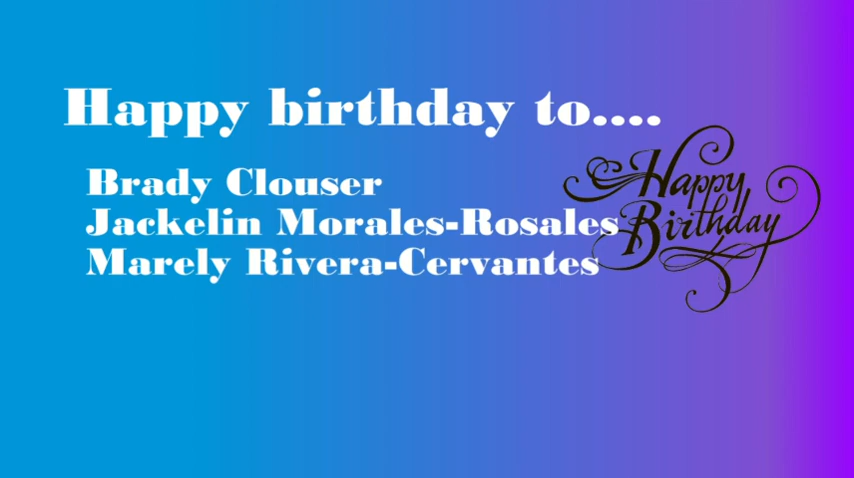 Happy birthday to....
Brady Clouser
Jackelin Morales-Rosales
Marely Rivera-Cervantes
Happy
Birthday